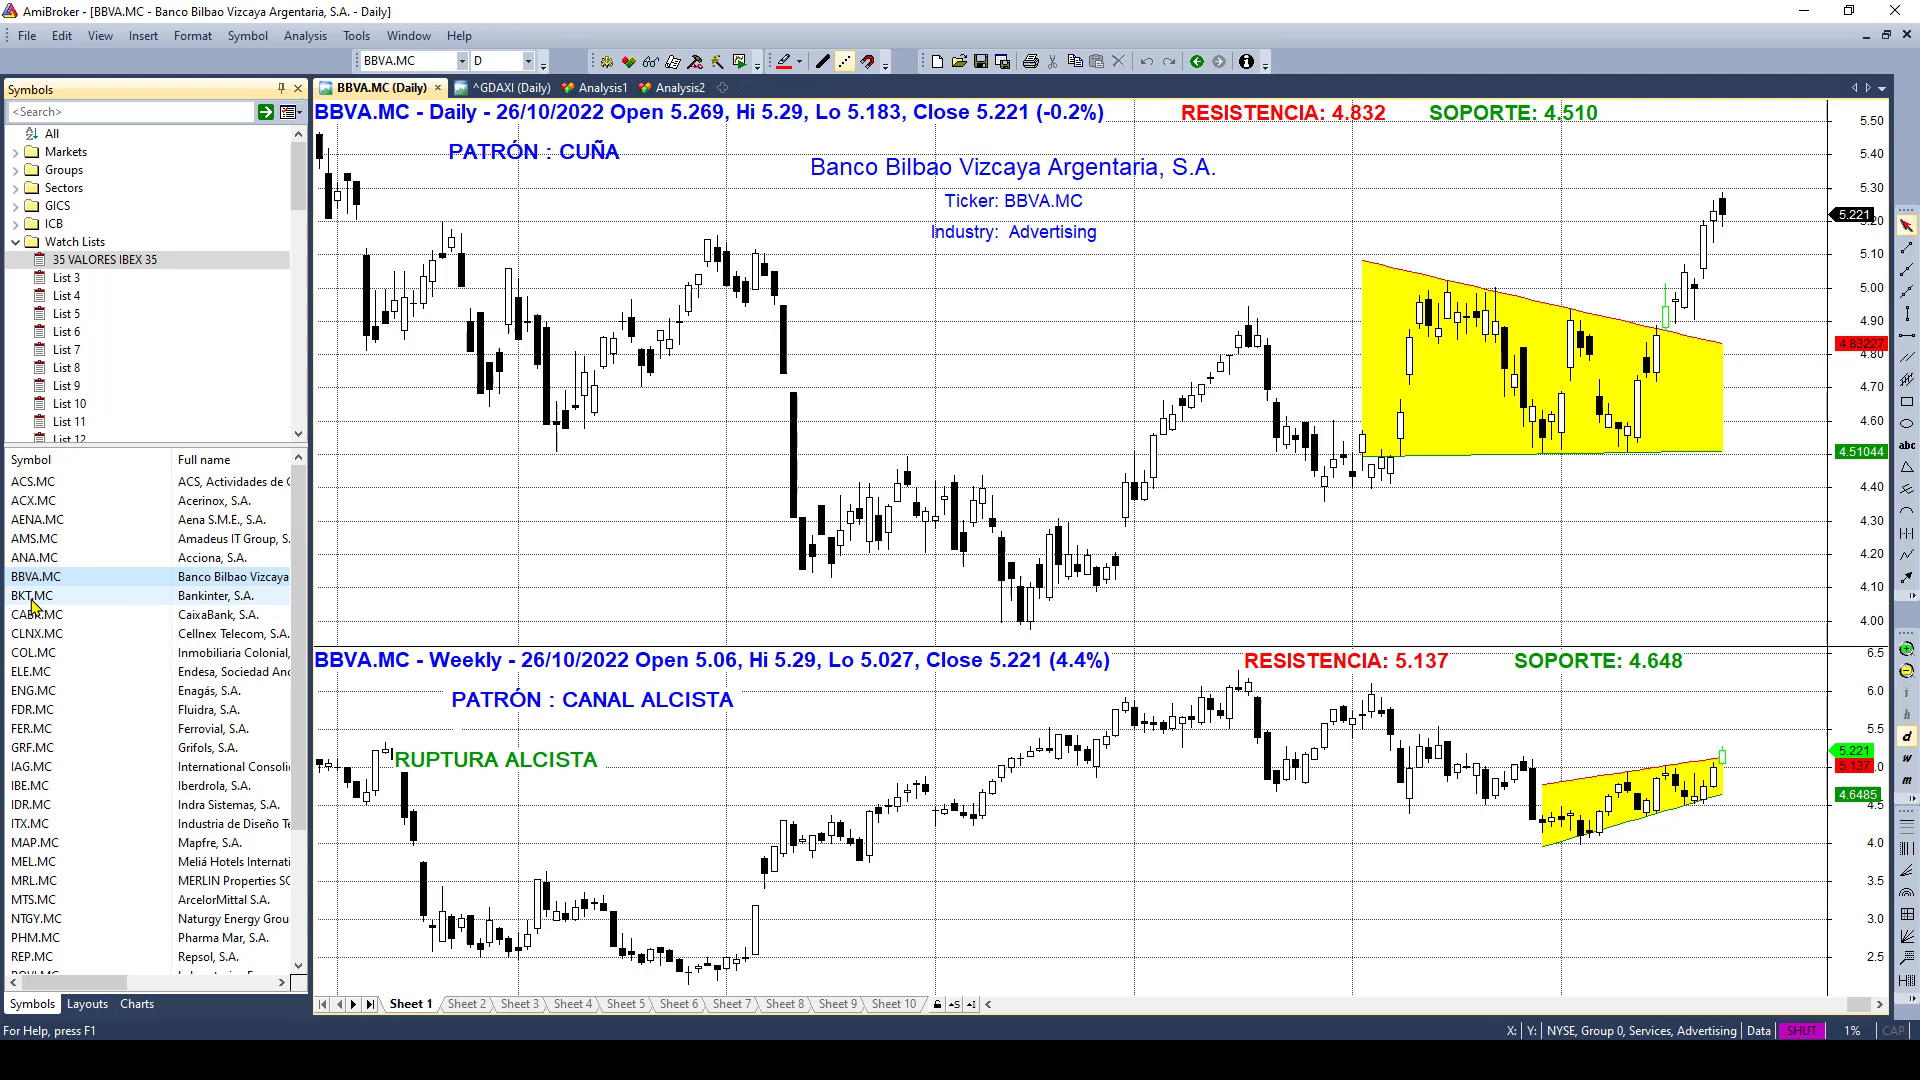 AmiBroker - [BBVA.MC - Banco Bilbao Vizcaya Argentaria, S.A. - Daily]
File Edit View Insert Format Symbol Analysis Tools Window Help
BBVA.MC D
Symbols
BBVA.MC (Daily) ^GDAXI (Daily) Analysis1 Analysis2
<Search>
All
Markets
Groups
Sectors
GICS
ICB
Watch Lists
35 VALORES IBEX 35
List 3
List 4
List 5
List 6
List 7
List 8
List 9
List 10
List 11
List 12
Symbol Full name
ACS.MC ACS, Actividades de
ACX.MC Acerinox, S.A.
AENA.MC Aena S.M.E., S.A.
AMS.MC Amadeus IT Group, S.
ANA.MC Acciona, S.A.
BBVA.MC Banco Bilbao Vizcaya
BKT.MC Bankinter, S.A.
CABK.MC CaixaBank, S.A.
CLNX.MC Cellnex Telecom, S.A.
COL.MC Inmobiliaria Colonial,
ELE.MC Endesa, Sociedad An
ENG.MC Enagás, S.A.
FDR.MC Fluidra, S.A.
FER.MC Ferrovial, S.A.
GRF.MC Grifols, S.A.
IAG.MC International Consoli
IBE.MC Iberdrola, S.A.
IDR.MC Indra Sistemas, S.A.
ITX.MC Industria de Diseño Te
MAP.MC Mapfre, S.A.
MEL.MC Meliá Hotels Internati
MRL.MC MERLIN Properties SO
MTS.MC ArcelorMittal S.A.
NTGY.MC Naturgy Energy Grou
PHM.MC Pharma Mar, S.A.
REP.MC Repsol, S.A.
Symbols Layouts Charts
BBVA.MC - Daily - 26/10/2022 Open 5.269, Hi 5.29, Lo 5.183, Close 5.221 (-0.2%) RESISTENCIA: 4.832 SOPORTE: 4.510
PATRÓN : CUÑA
Banco Bilbao Vizcaya Argentaria, S.A.
Ticker: BBVA.MC
Industry: Advertising
5.50
5.40
5.30
5.221
5.20
5.10
5.00
4.90
4.83227
4.80
4.70
4.60
4.51044
4.40
4.30
4.20
4.10
4.00
BBVA.MC - Weekly - 26/10/2022 Open 5.06, Hi 5.29, Lo 5.027, Close 5.221 (4.4%) RESISTENCIA: 5.137 SOPORTE: 4.648
PATRÓN : CANAL ALCISTA
RUPTURA ALCISTA
6.5
6.0
5.5
5.221
5.137
4.6485
4.5
4.0
3.5
3.0
2.5
abc
i
h
d
w
m
Sheet 1 Sheet 2 Sheet 3 Sheet 4 Sheet 5 Sheet 6 Sheet 7 Sheet 8 Sheet 9 Sheet 10
For Help, press F1 X: Y: NYSE, Group 0, Services, Advertising Data SHUT 1% CAP